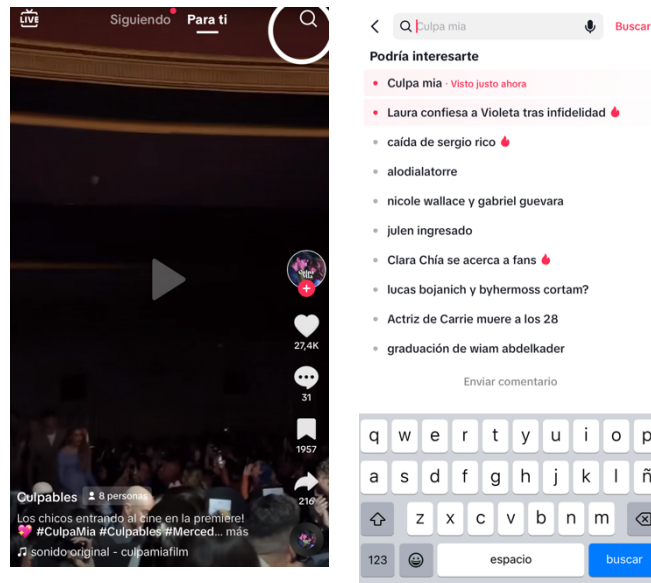 LIVE
Siguiendo Para ti
27,4K
31
1957
216
Culpables 8 personas
Los chicos entrando al cine en la premiere!
💖 #CulpaMia #Culpables #Merced... más
♫ sonido original - culpamiafilm
Culpa mia Buscar
Podría interesarte
Culpa mia · Visto justo ahora
Laura confiesa a Violeta tras infidelidad
caída de sergio rico
alodialatorre
nicole wallace y gabriel guevara
julen ingresado
Clara Chía se acerca a fans
lucas bojanich y byhermoss cortam?
Actriz de Carrie muere a los 28
graduación de wiam abdelkader
Enviar comentario
q w e r t y u i o p
a s d f g h j k l ñ
z x c v b n m
123 espacio buscar